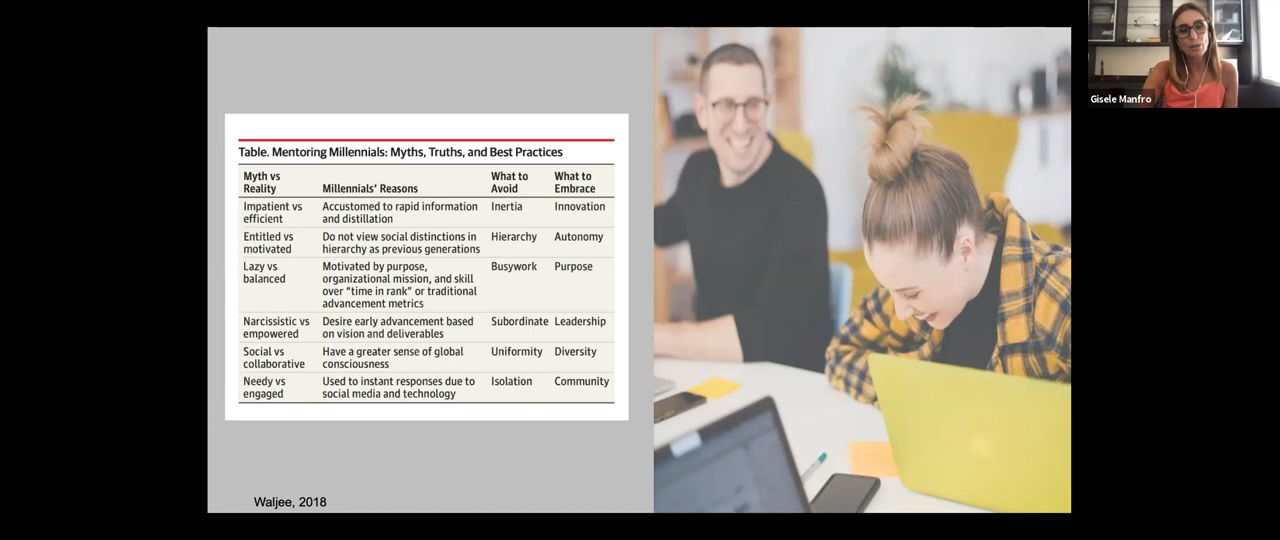 Table. Mentoring Millennials: Myths, Truths, and Best Practices
Myth vs Reality
Millennials' Reasons
What to Avoid
What to Embrace
Impatient vs efficient
Accustomed to rapid information and distillation
Inertia
Innovation
Entitled vs motivated
Do not view social distinctions in hierarchy as previous generations
Hierarchy
Autonomy
Lazy vs balanced
Motivated by purpose, organizational mission, and skill over "time in rank" or traditional advancement metrics
Busywork
Purpose
Narcissistic vs empowered
Desire early advancement based on vision and deliverables
Subordinate
Leadership
Social vs collaborative
Have a greater sense of global consciousness
Uniformity
Diversity
Needy vs engaged
Used to instant responses due to social media and technology
Isolation
Community
Waljee, 2018
Gisele Manfro